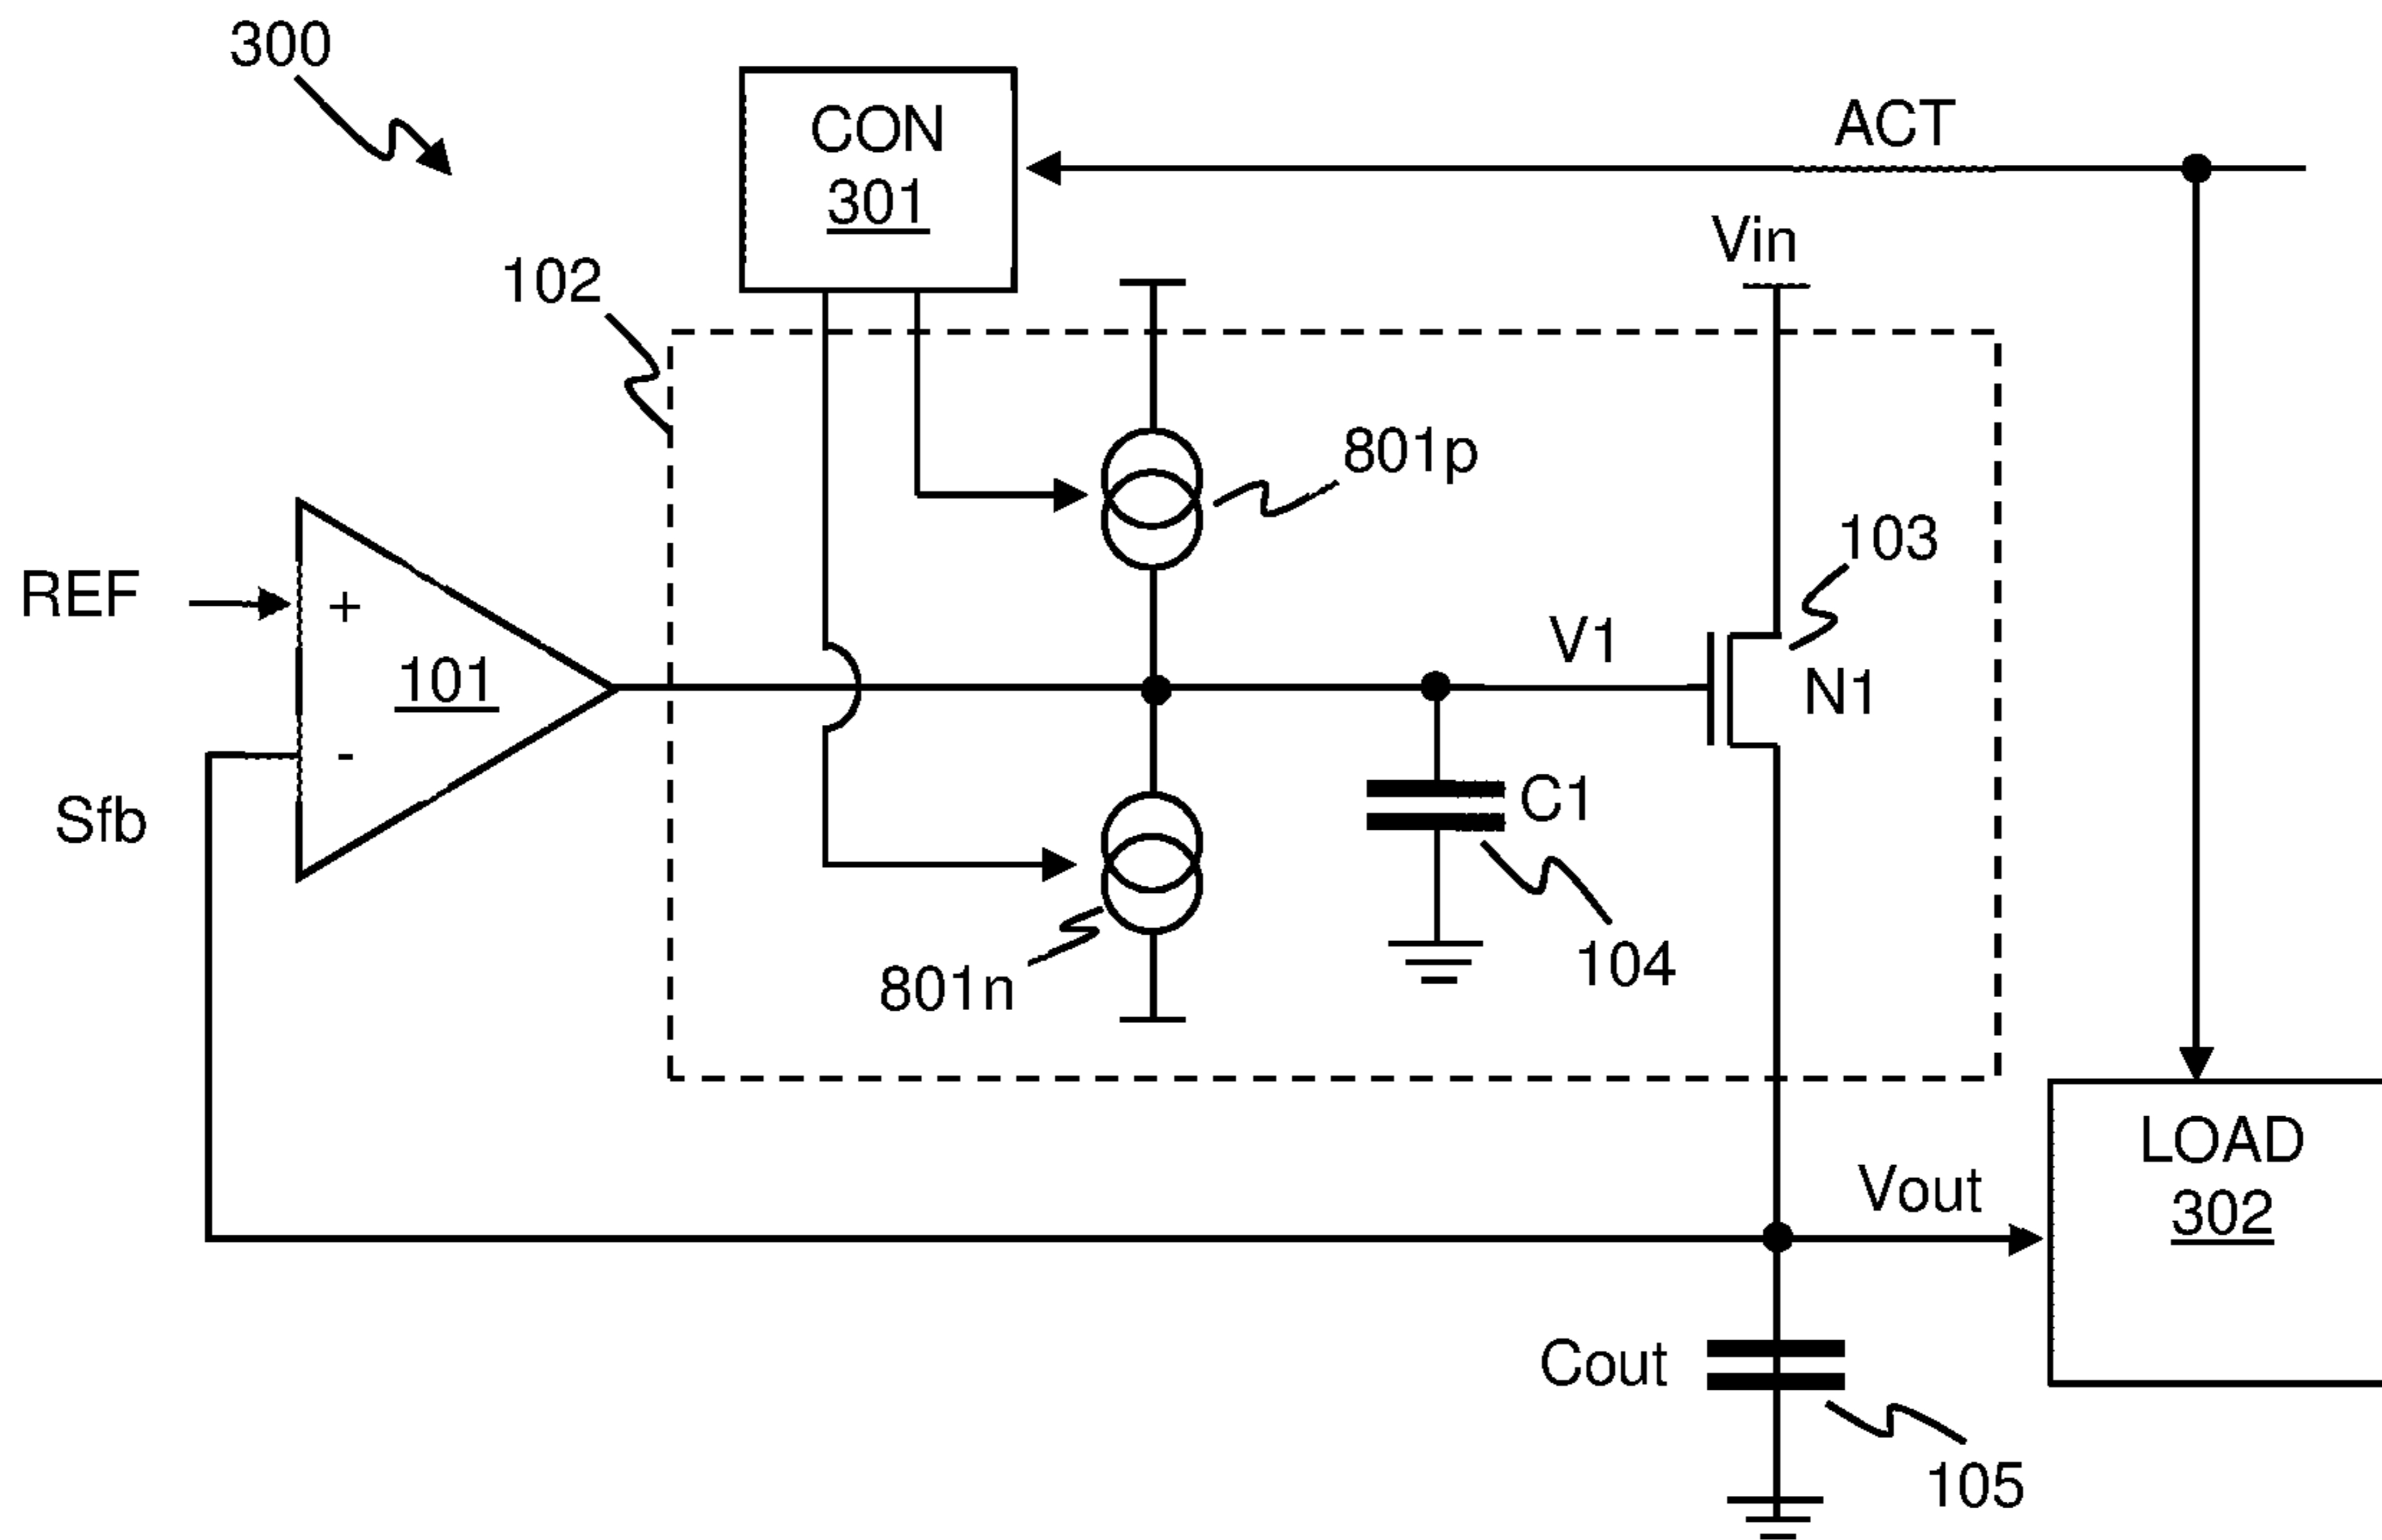 300
CON
301
ACT
Vin
102
801p
103
REF
+
101
V1
N1
-
Sfb
C1
801n
104
LOAD
302
Vout
Cout
105